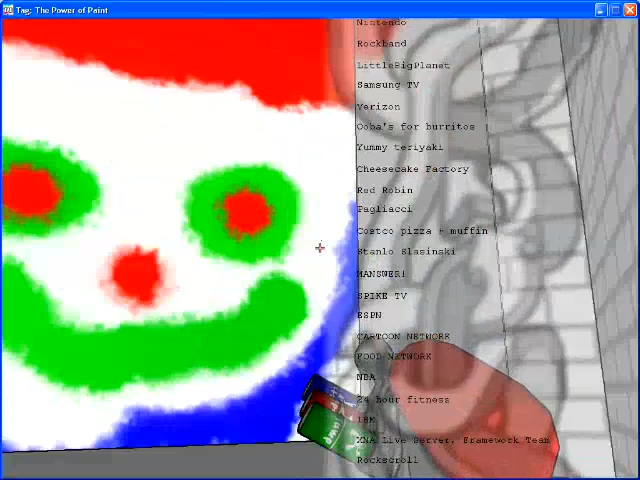 Tag: The Power of Paint
Nintendo
Rockband
LittleBigPlanet
Samsung TV
Verizon
Ooba's for burritos
Yummy teriyaki
Cheesecake Factory
Red Robin
Pagliacci
Costco pizza + muffin
Stanlo Slasinski
MANSWER!
SPIKE TV
ESPN
CARTOON NETWORK
FOOD NETWORK
NBA
24 hour fitness
IBM
XNA Live Server, Framework Team
Rockscroll